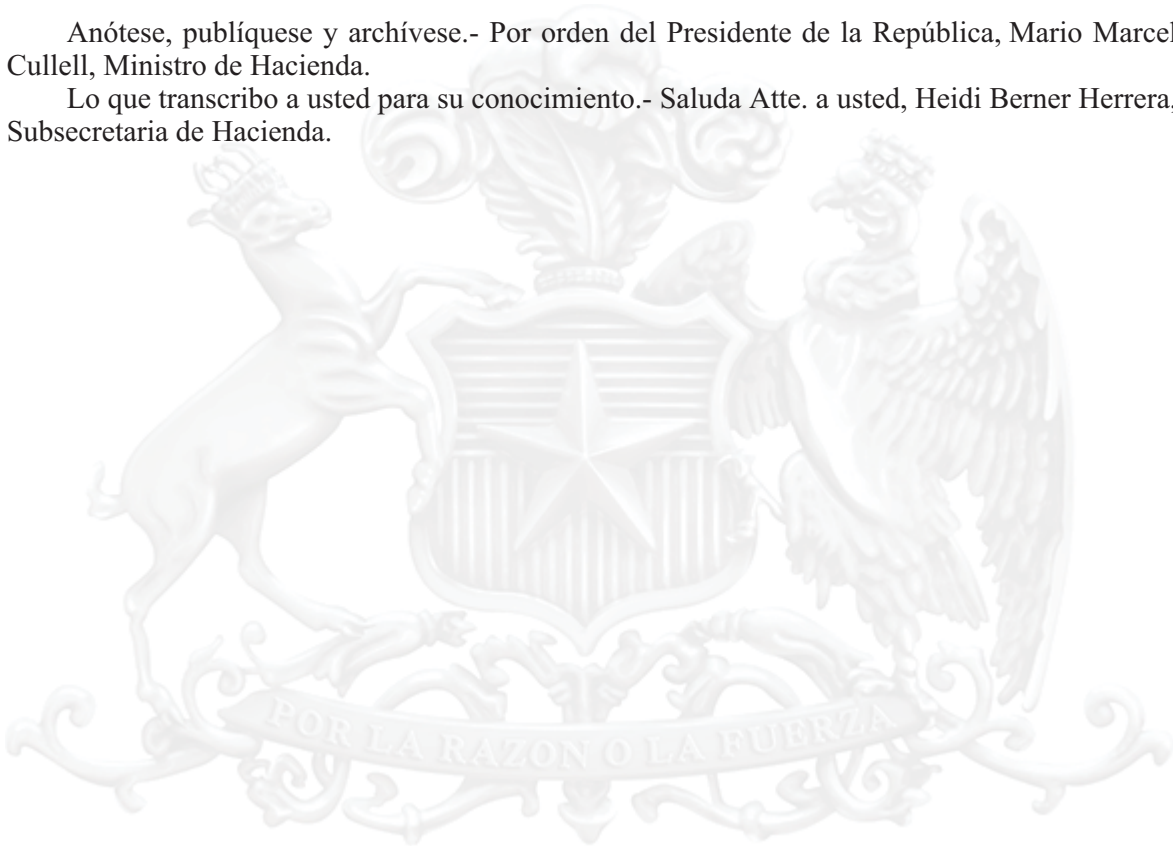 Anótese, publíquese y archívese.- Por orden del Presidente de la República, Mario Marcel
Cullell, Ministro de Hacienda.
Lo que transcribo a usted para su conocimiento.- Saluda Atte. a usted, Heidi Berner Herrera,
Subsecretaria de Hacienda.
POR LA RAZON O LA FUERZA